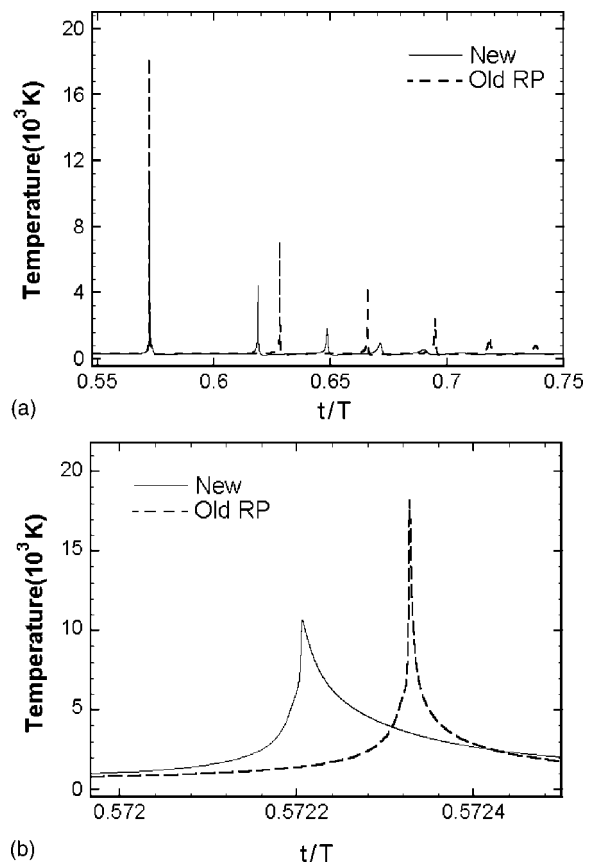 20
16
12
8
4
0
Temperature(10³K)
New
Old RP
0.55
0.6
0.65
0.7
0.75
(a)
t/T
20
15
10
5
0
Temperature(10³K)
New
Old RP
0.572
0.5722
0.5724
(b)
t/T